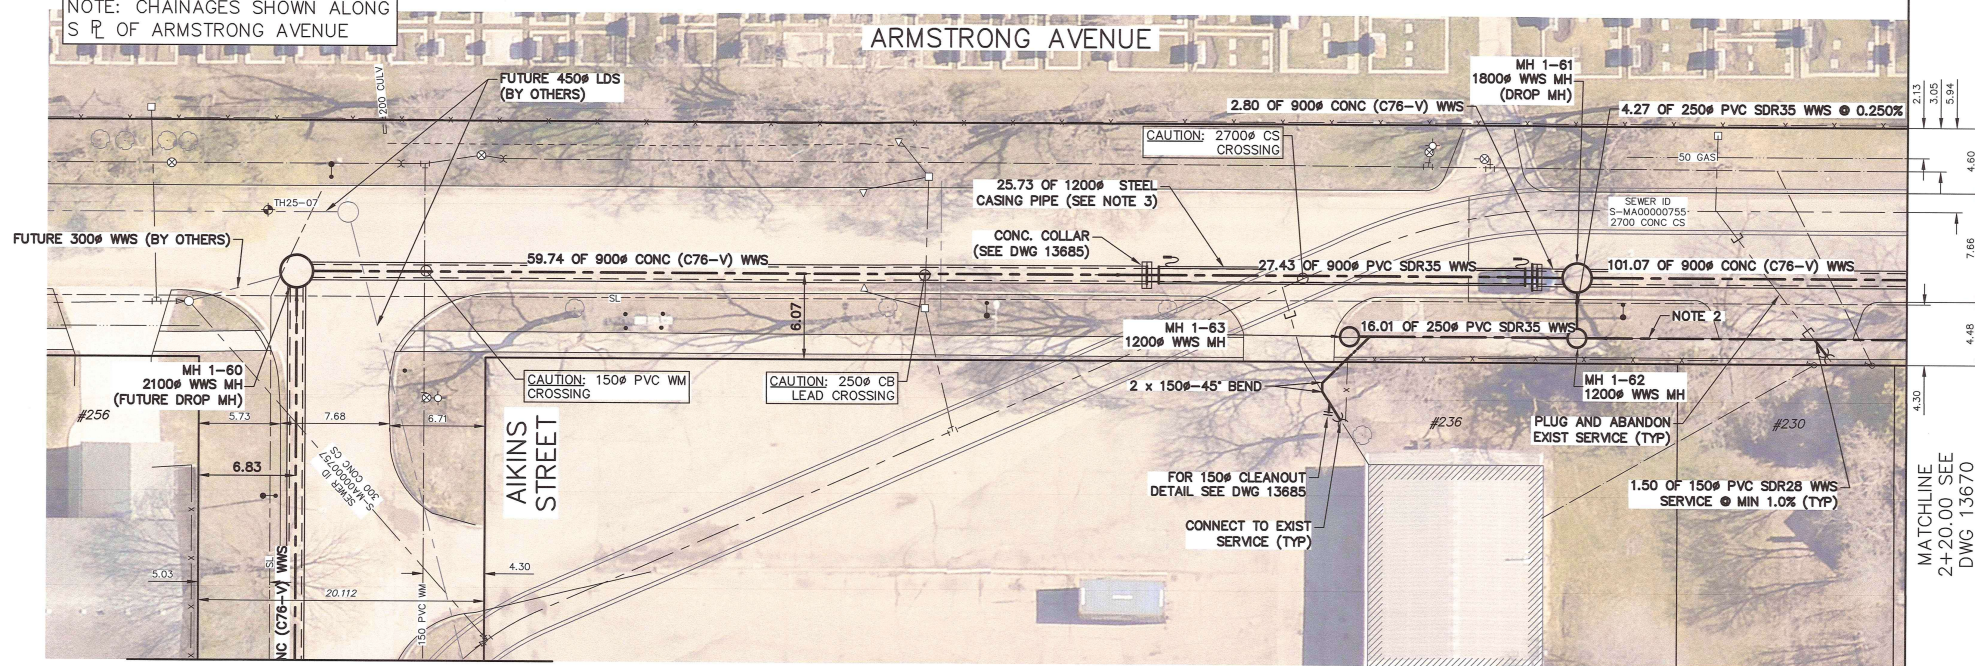 NOTE: CHAINAGES SHOWN ALONG
S ⅊ OF ARMSTRONG AVENUE
ARMSTRONG AVENUE
FUTURE 450ø LDS
(BY OTHERS)
1200 CULV
MH 1-61
1800ø WWS MH
(DROP MH)
2.80 OF 900ø CONC (C76-V) WWS
4.27 OF 250ø PVC SDR35 WWS @ 0.250%
2.13
3.05
5.94
CAUTION: 2700ø CS
CROSSING
50 GAS
4.60
25.73 OF 1200ø STEEL
CASING PIPE (SEE NOTE 3)
TH25-07
SEWER ID
S-MA00000755
2700 CONC CS
FUTURE 300ø WWS (BY OTHERS)
CONC. COLLAR
(SEE DWG 13685)
7.66
59.74 OF 900ø CONC (C76-V) WWS
27.43 OF 900ø PVC SDR35 WWS
101.07 OF 900ø CONC (C76-V) WWS
SL
6.07
MH 1-63
1200ø WWS MH
16.01 OF 250ø PVC SDR35 WWS
NOTE 2
4.48
MH 1-60
2100ø WWS MH
(FUTURE DROP MH)
CAUTION: 150ø PVC WM
CROSSING
CAUTION: 250ø CB
LEAD CROSSING
2 x 150ø-45° BEND
MH 1-62
1200ø WWS MH
4.30
#256
5.73
7.68
6.71
#236
PLUG AND ABANDON
EXIST SERVICE (TYP)
#230
AIKINS
STREET
6.83
SEWER ID
S-MA00000757
300 CONC CS
FOR 150ø CLEANOUT
DETAIL SEE DWG 13685
1.50 OF 150ø PVC SDR28 WWS
SERVICE @ MIN 1.0% (TYP)
CONNECT TO EXIST
SERVICE (TYP)
MATCHLINE
2+20.00 SEE
DWG 13670
5.03
SL
NC (C76-V) WWS
20.112
150 PVC WM
4.30